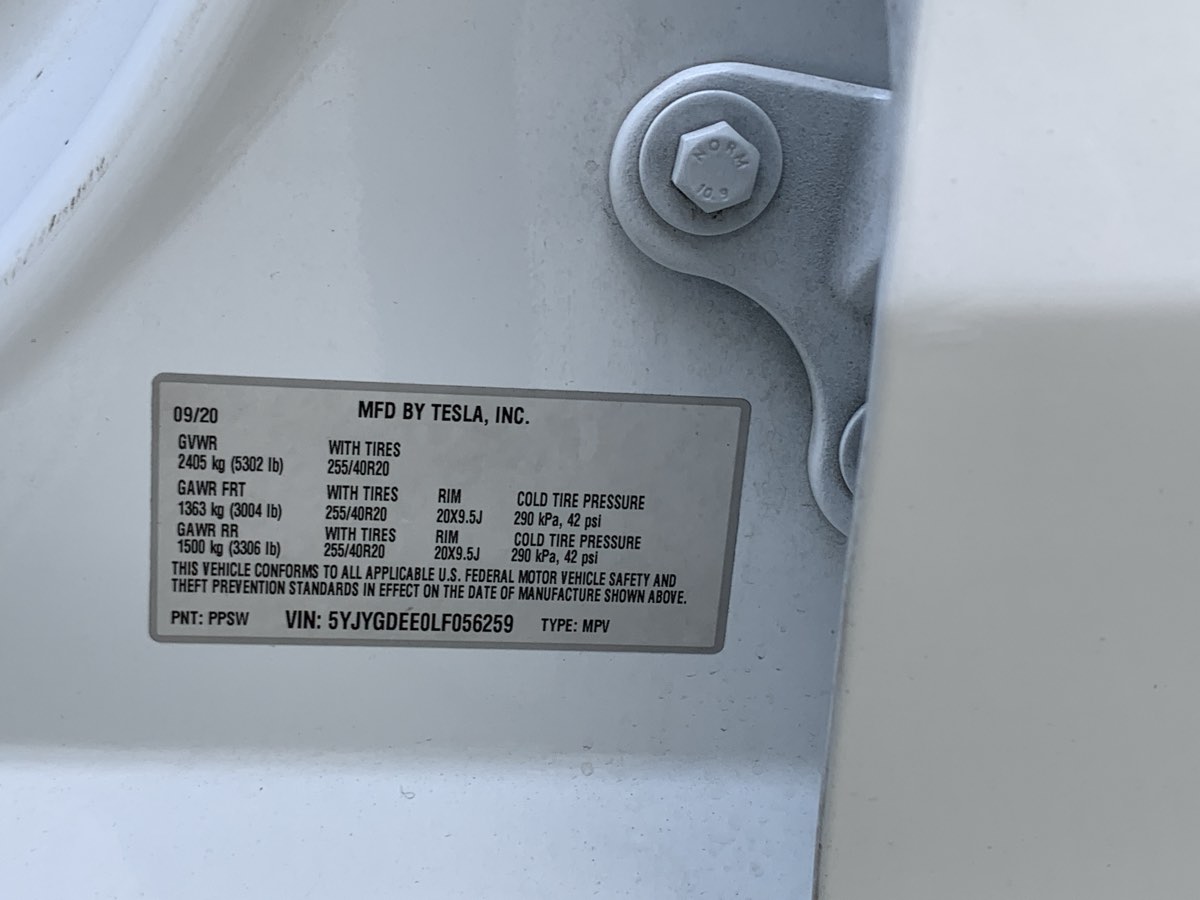 NORM
10.9
09/20 MFD BY TESLA, INC.
GVWR WITH TIRES
2405 kg (5302 lb) 255/40R20
GAWR FRT WITH TIRES RIM COLD TIRE PRESSURE
1363 kg (3004 lb) 255/40R20 20X9.5J 290 kPa, 42 psi
GAWR RR WITH TIRES RIM COLD TIRE PRESSURE
1500 kg (3306 lb) 255/40R20 20X9.5J 290 kPa, 42 psi
THIS VEHICLE CONFORMS TO ALL APPLICABLE U.S. FEDERAL MOTOR VEHICLE SAFETY AND
THEFT PREVENTION STANDARDS IN EFFECT ON THE DATE OF MANUFACTURE SHOWN ABOVE.
PNT: PPSW VIN: 5YJYGDEE0LF056259 TYPE: MPV